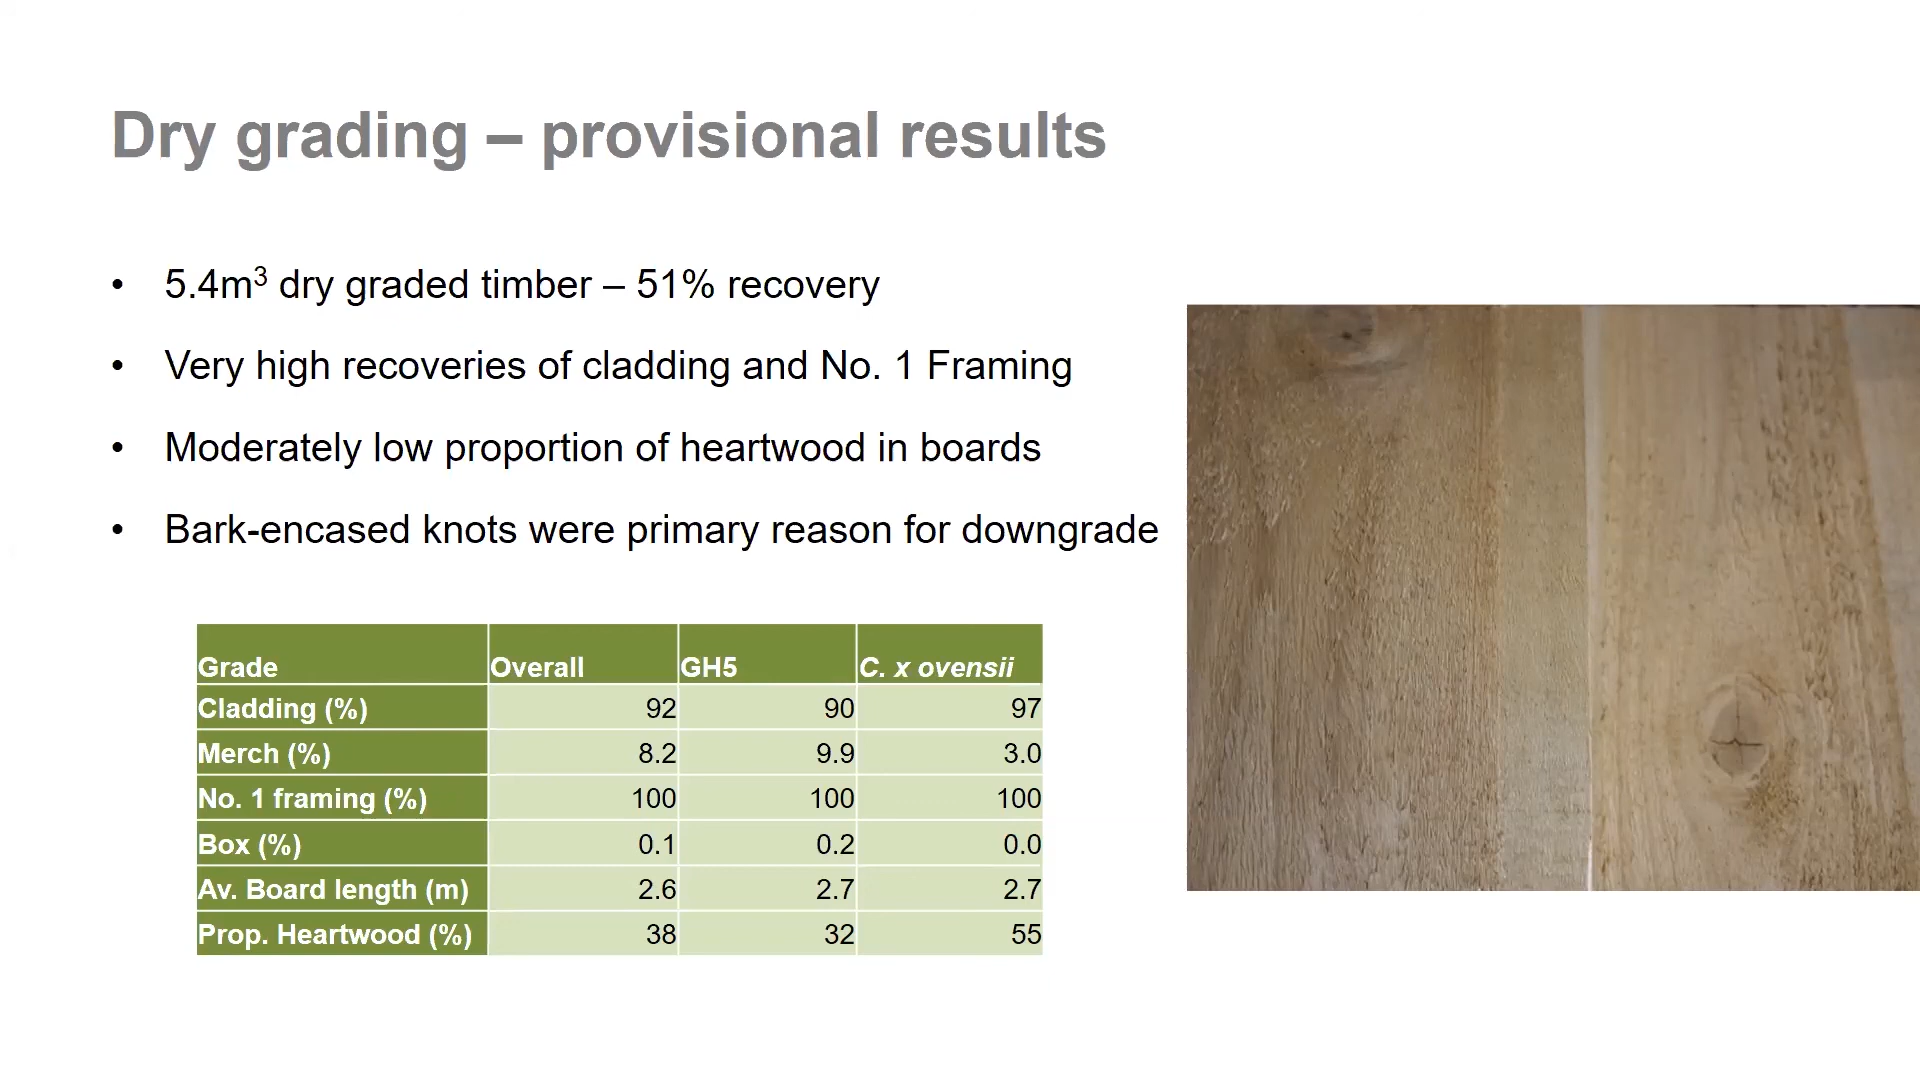 Dry grading – provisional results
• 5.4m³ dry graded timber – 51% recovery
• Very high recoveries of cladding and No. 1 Framing
• Moderately low proportion of heartwood in boards
• Bark-encased knots were primary reason for downgrade
Grade Overall GH5 C. x ovensii
Cladding (%) 92 90 97
Merch (%) 8.2 9.9 3.0
No. 1 framing (%) 100 100 100
Box (%) 0.1 0.2 0.0
Av. Board length (m) 2.6 2.7 2.7
Prop. Heartwood (%) 38 32 55